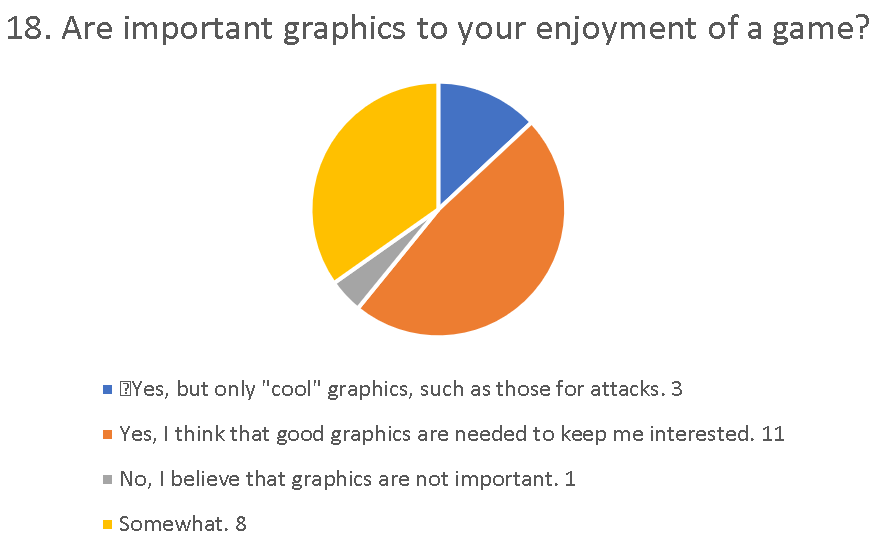 18. Are important graphics to your enjoyment of a game?
Yes, but only "cool" graphics, such as those for attacks. 3
Yes, I think that good graphics are needed to keep me interested. 11
No, I believe that graphics are not important. 1
Somewhat. 8